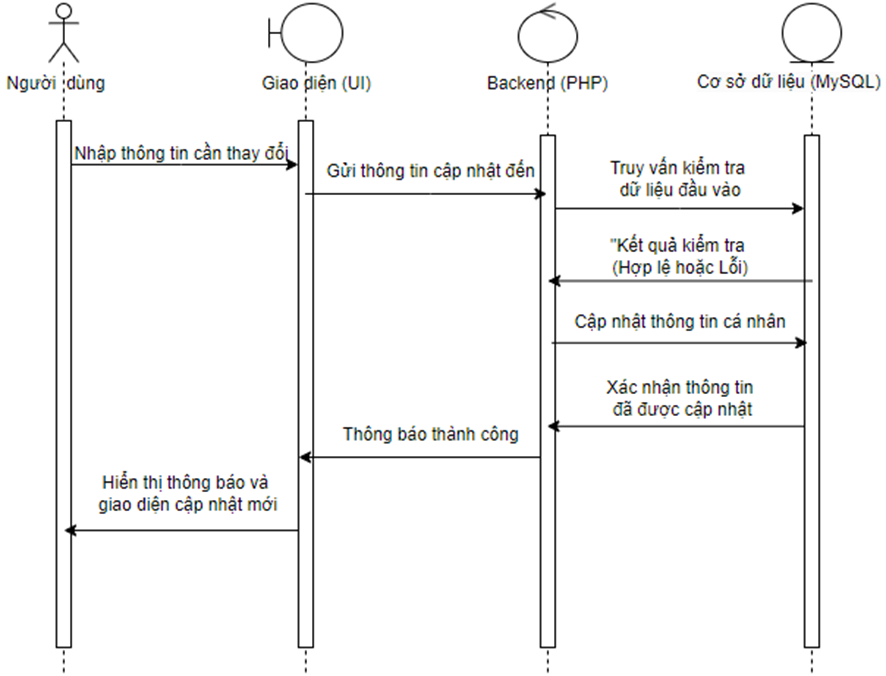 Người dùng
Giao diện (UI)
Backend (PHP)
Cơ sở dữ liệu (MySQL)
Nhập thông tin cần thay đổi
Gửi thông tin cập nhật đến
Truy vấn kiểm tra
dữ liệu đầu vào
"Kết quả kiểm tra
(Hợp lệ hoặc Lỗi)
Cập nhật thông tin cá nhân
Xác nhận thông tin
đã được cập nhật
Thông báo thành công
Hiển thị thông báo và
giao diện cập nhật mới